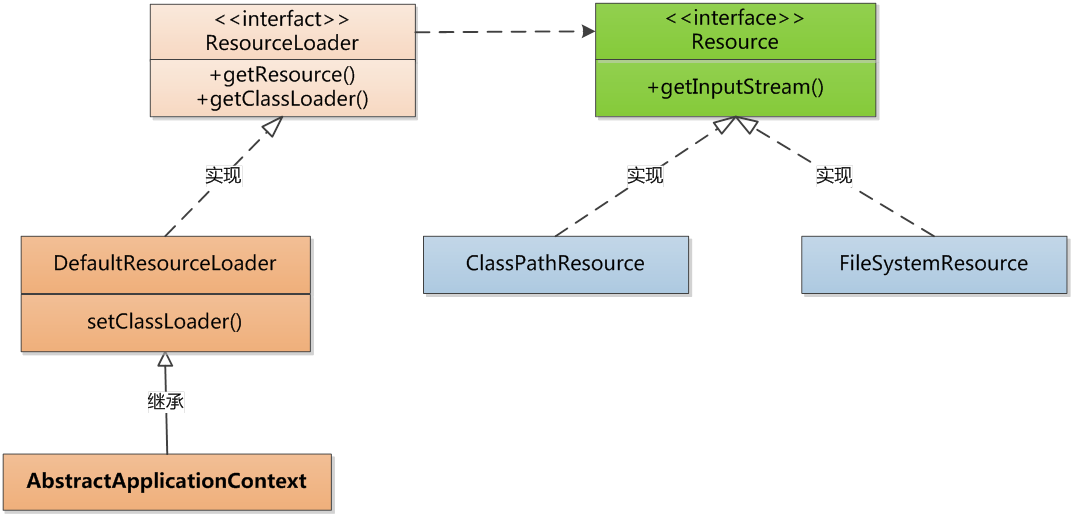 <<interfact>>
ResourceLoader
+getResource()
+getClassLoader()
<<interface>>
Resource
+getInputStream()
实现
实现
实现
DefaultResourceLoader
setClassLoader()
ClassPathResource
FileSystemResource
继承
AbstractApplicationContext